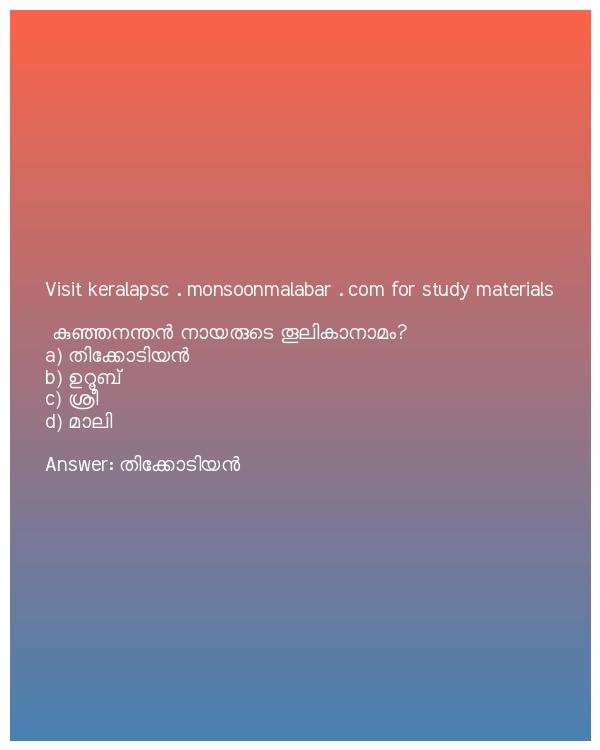 Visit keralapsc . monsoonmalabar . com for study materials
കുഞ്ഞനന്തൻ നായരുടെ തൂലികാനാമം?
a) തിക്കോടിയൻ
b) ഉറൂബ്
c) ശ്രീ
d) മാലി
Answer: തിക്കോടിയൻ